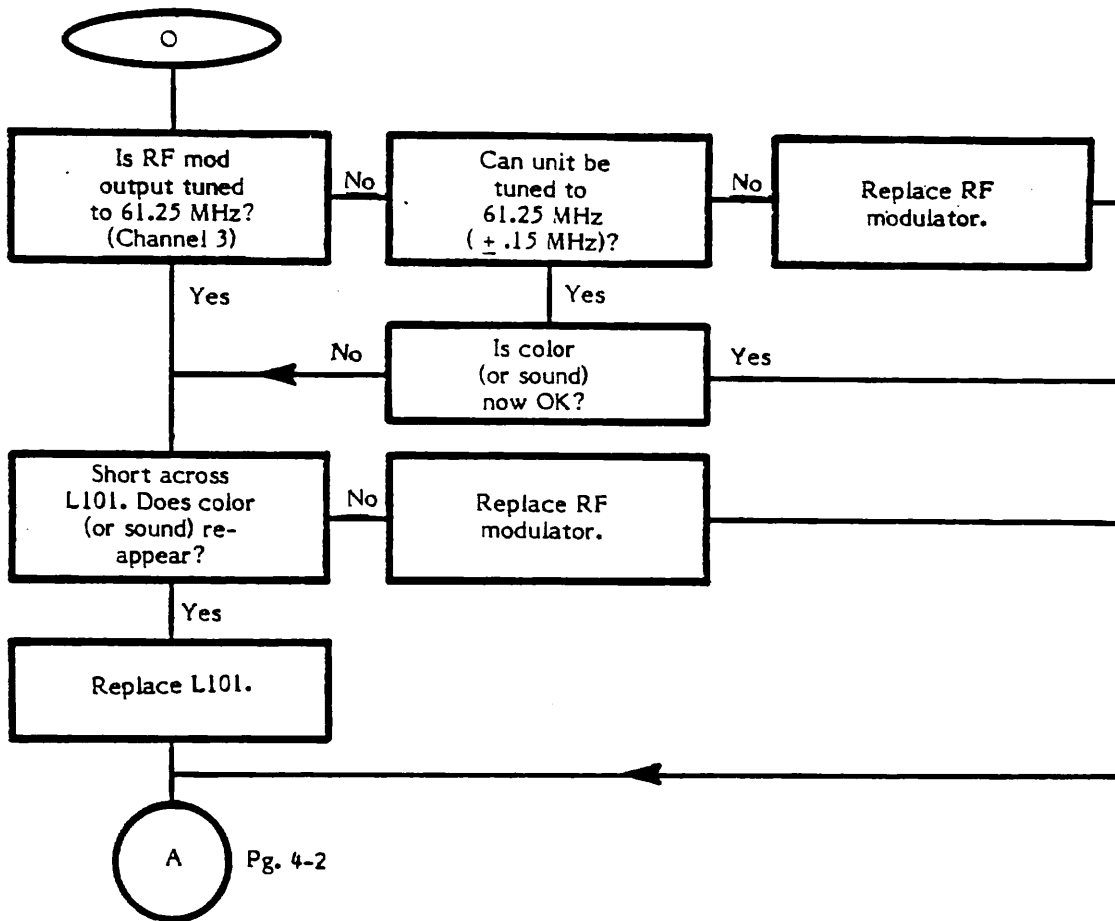 O
Is RF mod
output tuned
to 61.25 MHz?
(Channel 3)
No
Can unit be
tuned to
61.25 MHz
( ± .15 MHz)?
No
Replace RF
modulator.
Yes
Yes
No
Is color
(or sound)
now OK?
Yes
Short across
L101. Does color
(or sound) re-
appear?
No
Replace RF
modulator.
Yes
Replace L101.
A
Pg. 4-2